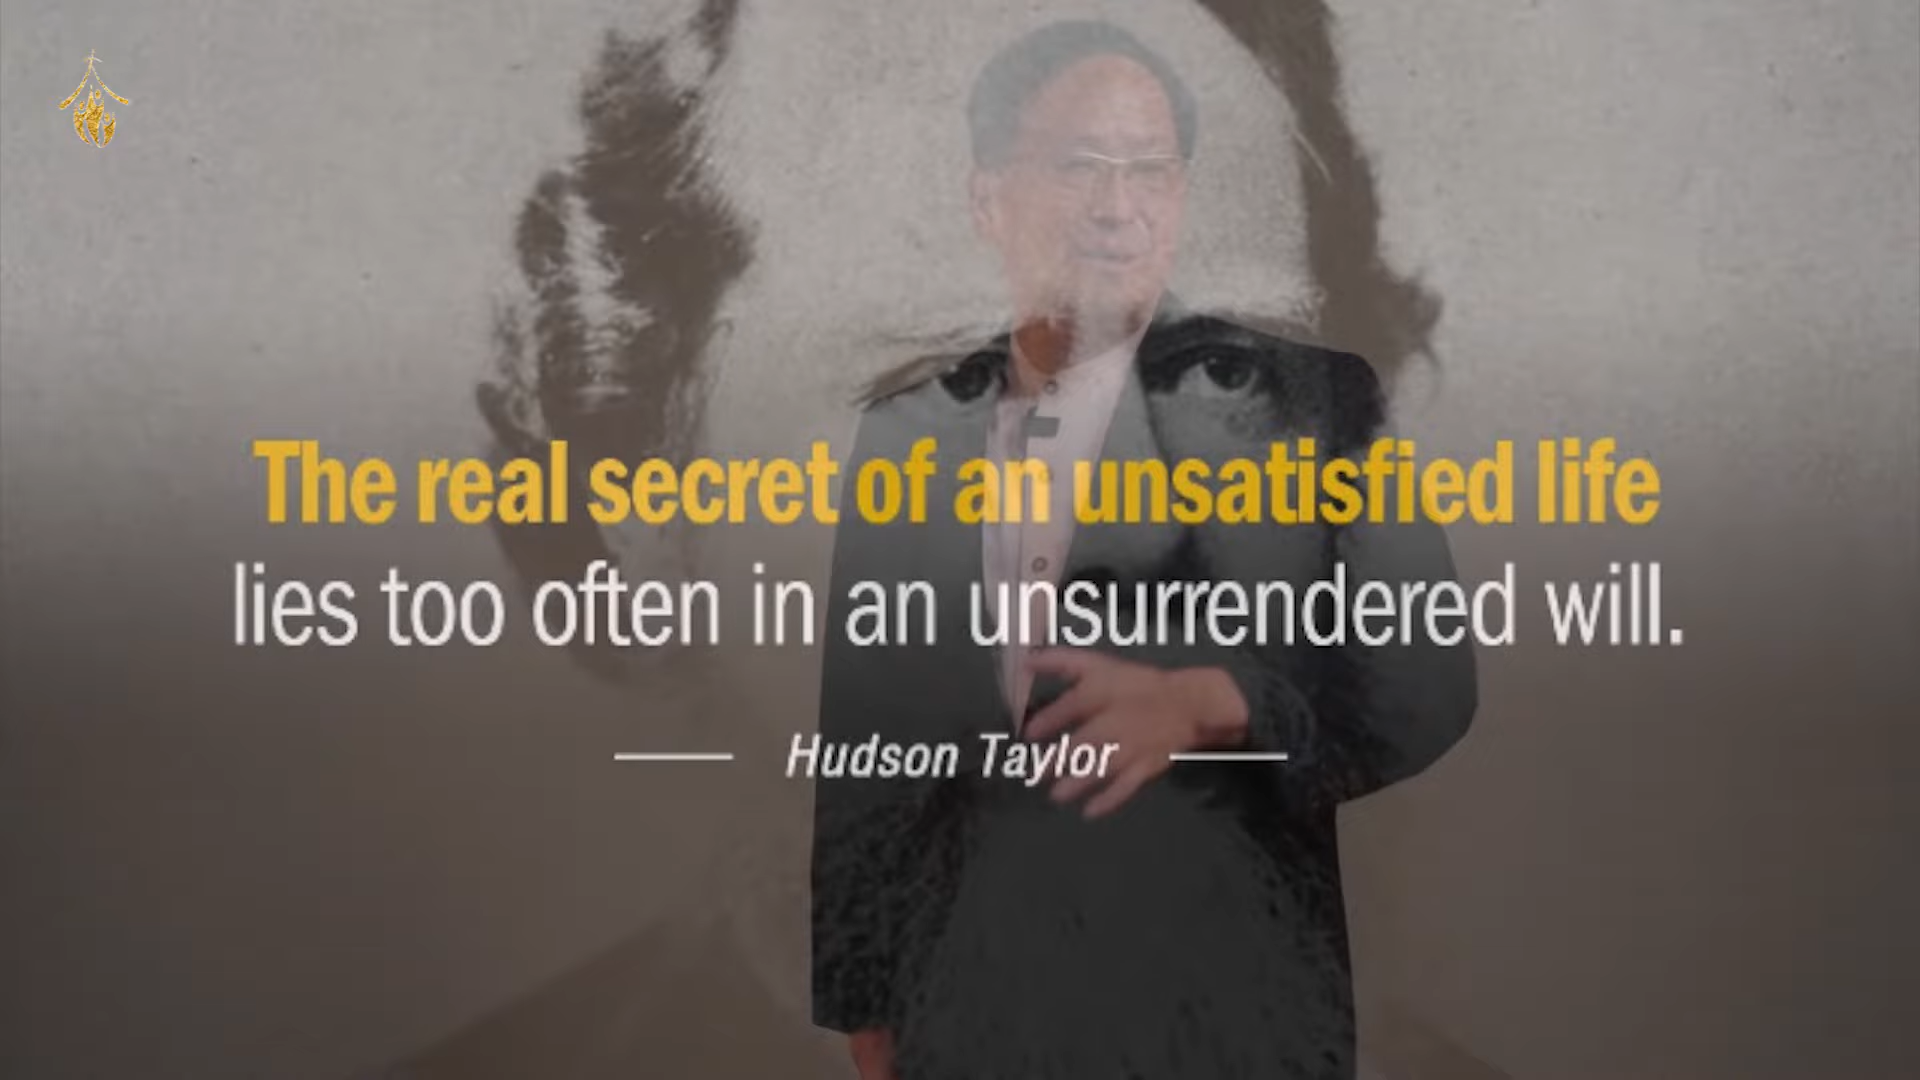 The real secret of an unsatisfied life
lies too often in an unsurrendered will.
Hudson Taylor